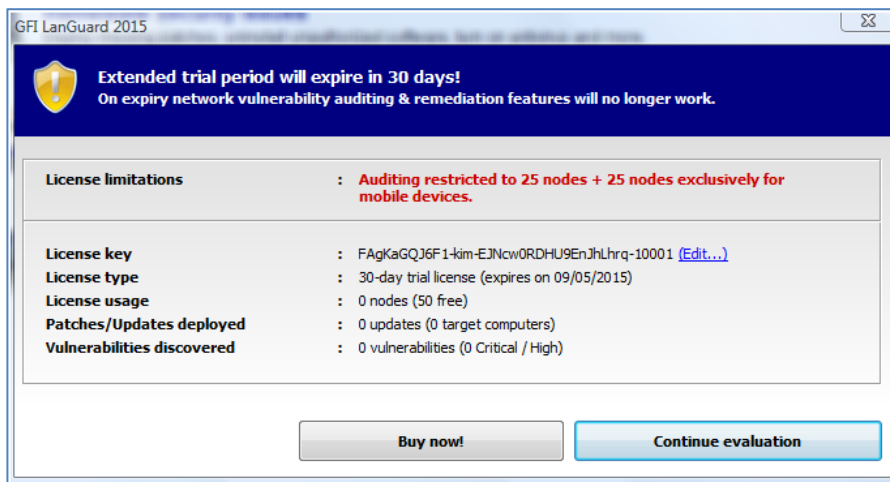 GFI LanGuard 2015
Extended trial period will expire in 30 days!
On expiry network vulnerability auditing & remediation features will no longer work.
License limitations : Auditing restricted to 25 nodes + 25 nodes exclusively for
mobile devices.
License key : FAgKaGQJ6F1-kim-EJNcw0RDHU9EnJhLhrq-10001 (Edit...)
License type : 30-day trial license (expires on 09/05/2015)
License usage : 0 nodes (50 free)
Patches/Updates deployed : 0 updates (0 target computers)
Vulnerabilities discovered : 0 vulnerabilities (0 Critical / High)
Buy now! Continue evaluation